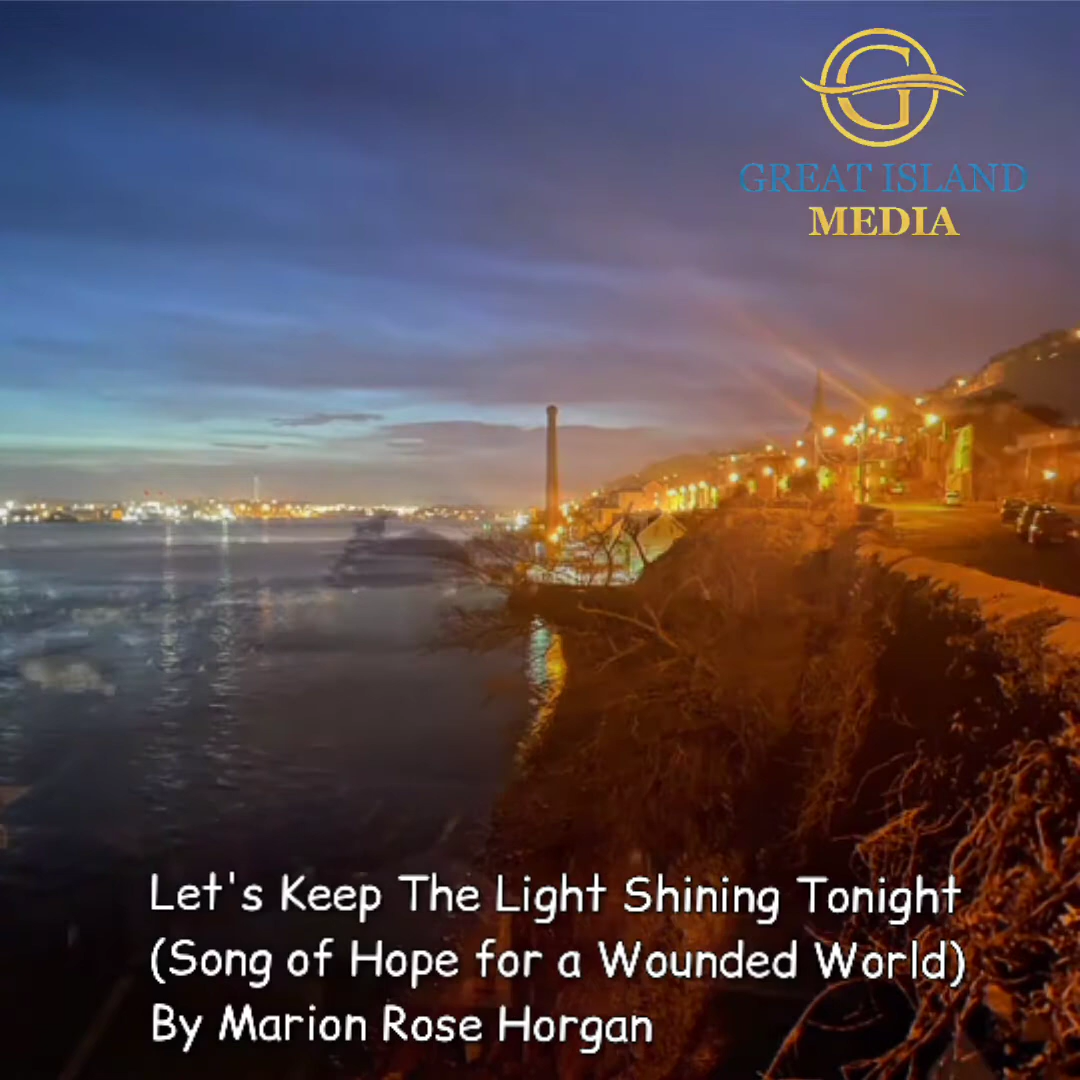 G
GREAT ISLAND
MEDIA
Let's Keep The Light Shining Tonight
(Song of Hope for a Wounded World)
By Marion Rose Horgan